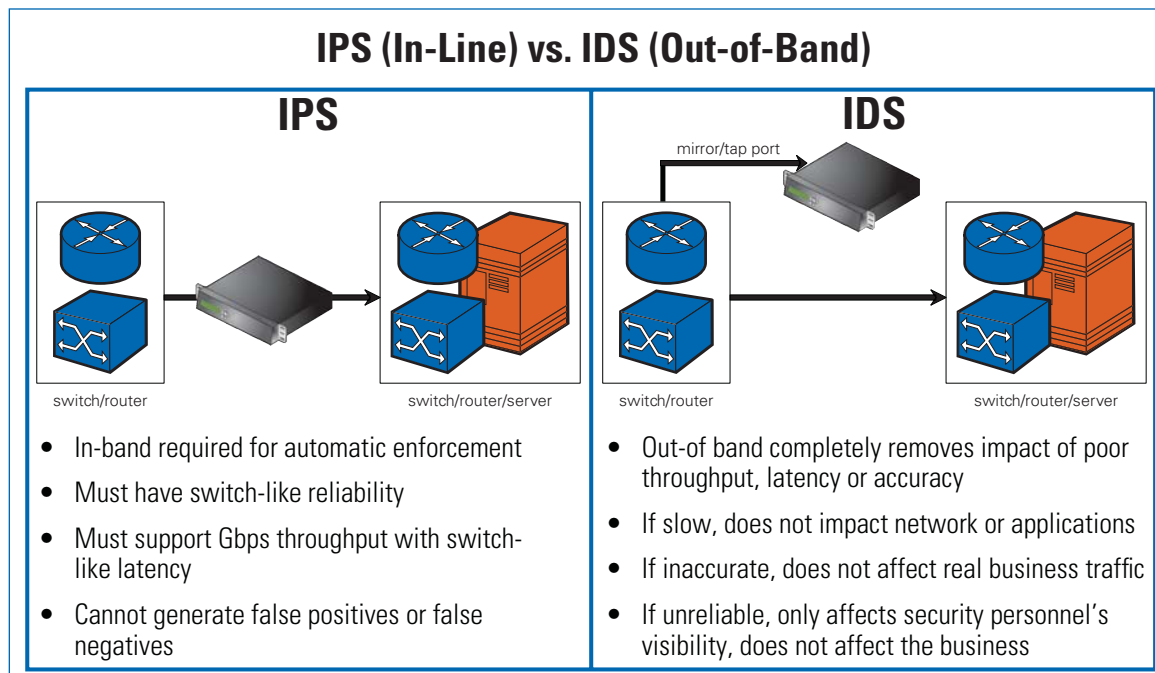 IPS (In-Line) vs. IDS (Out-of-Band)
IPS
switch/router
switch/router/server
• In-band required for automatic enforcement
• Must have switch-like reliability
• Must support Gbps throughput with switch-
like latency
• Cannot generate false positives or false
negatives
IDS
mirror/tap port
switch/router
switch/router/server
• Out-of band completely removes impact of poor
throughput, latency or accuracy
• If slow, does not impact network or applications
• If inaccurate, does not affect real business traffic
• If unreliable, only affects security personnel's
visibility, does not affect the business